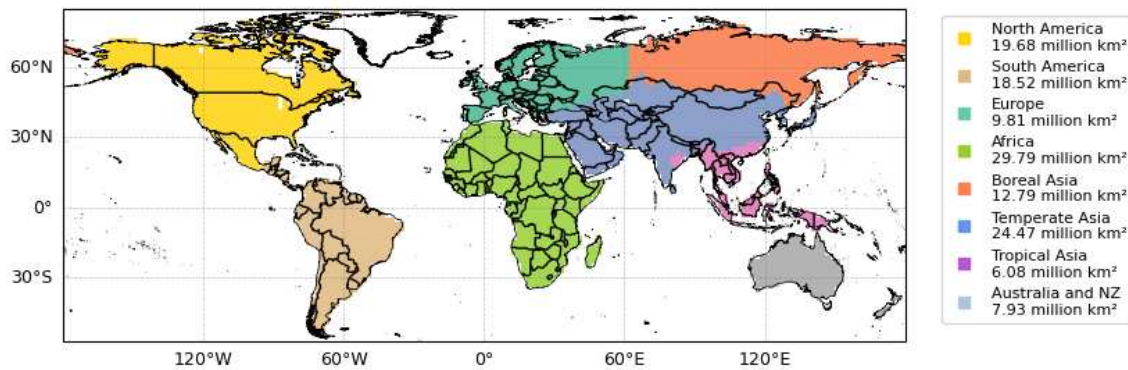 60°N
30°N
0°
30°S
120°W 60°W 0° 60°E 120°E
North America
19.68 million km²
South America
18.52 million km²
Europe
9.81 million km²
Africa
29.79 million km²
Boreal Asia
12.79 million km²
Temperate Asia
24.47 million km²
Tropical Asia
6.08 million km²
Australia and NZ
7.93 million km²